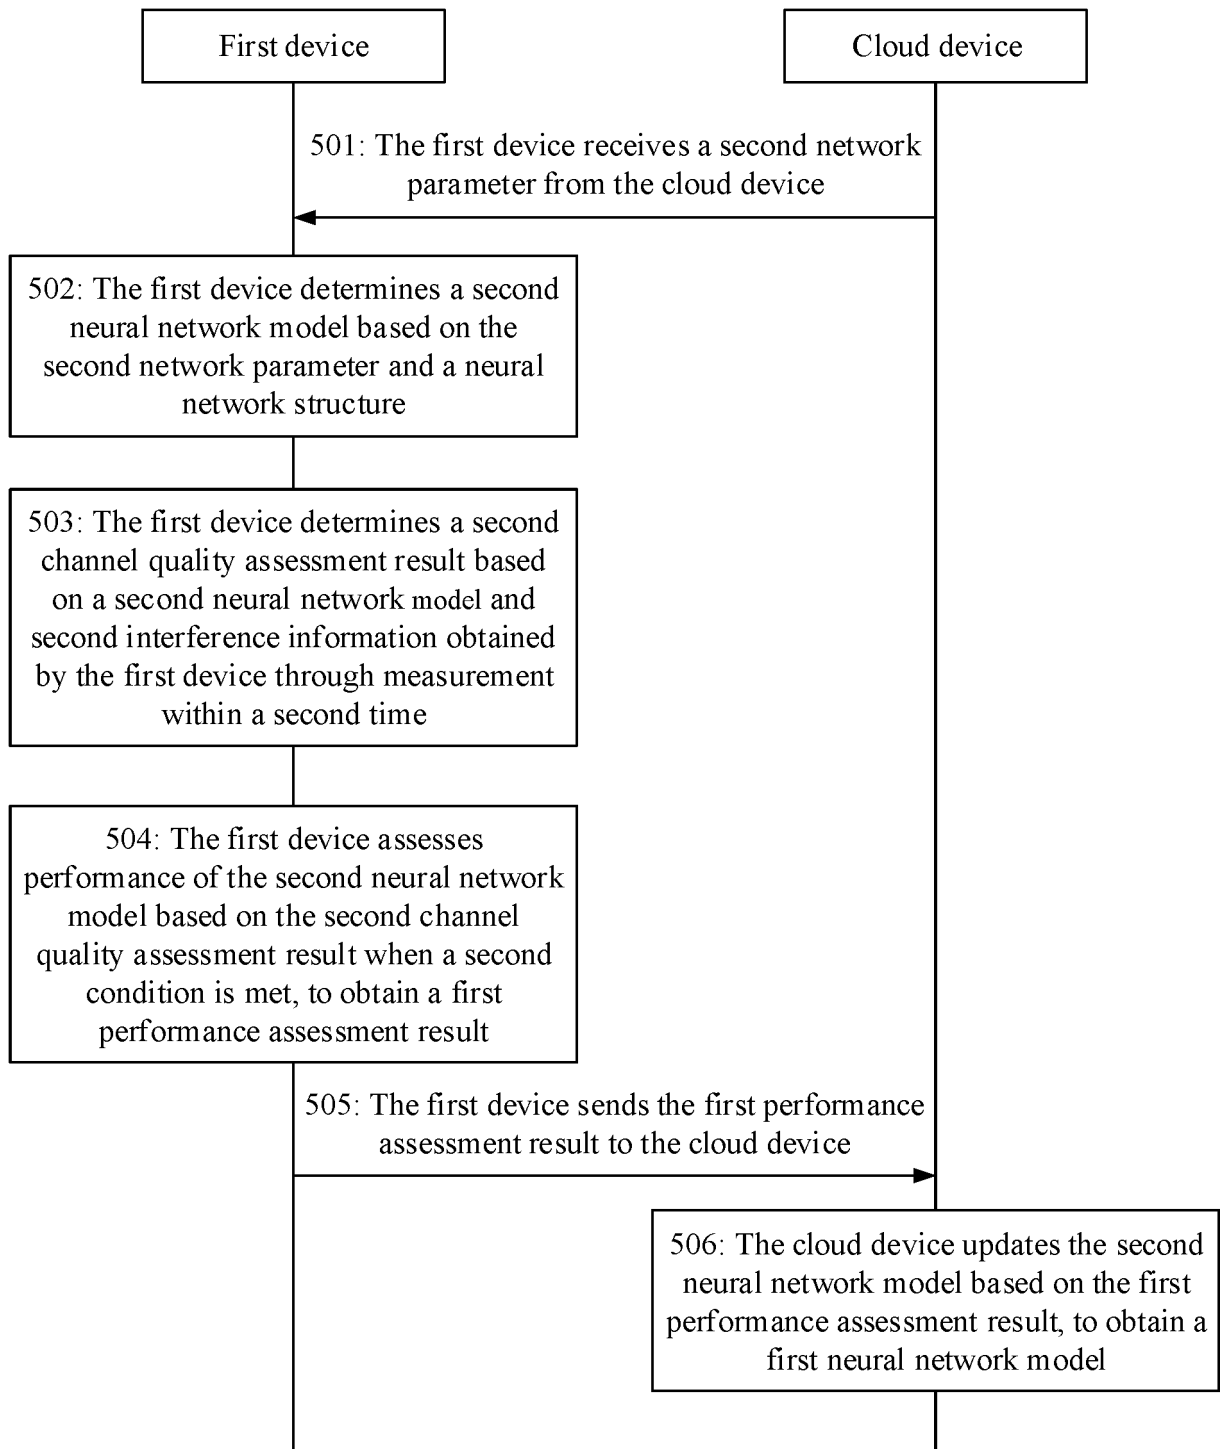 First device
Cloud device
501: The first device receives a second network
parameter from the cloud device
502: The first device determines a second
neural network model based on the
second network parameter and a neural
network structure
503: The first device determines a second
channel quality assessment result based
on a second neural network model and
second interference information obtained
by the first device through measurement
within a second time
504: The first device assesses
performance of the second neural network
model based on the second channel
quality assessment result when a second
condition is met, to obtain a first
performance assessment result
505: The first device sends the first performance
assessment result to the cloud device
506: The cloud device updates the second
neural network model based on the first
performance assessment result, to obtain a
first neural network model